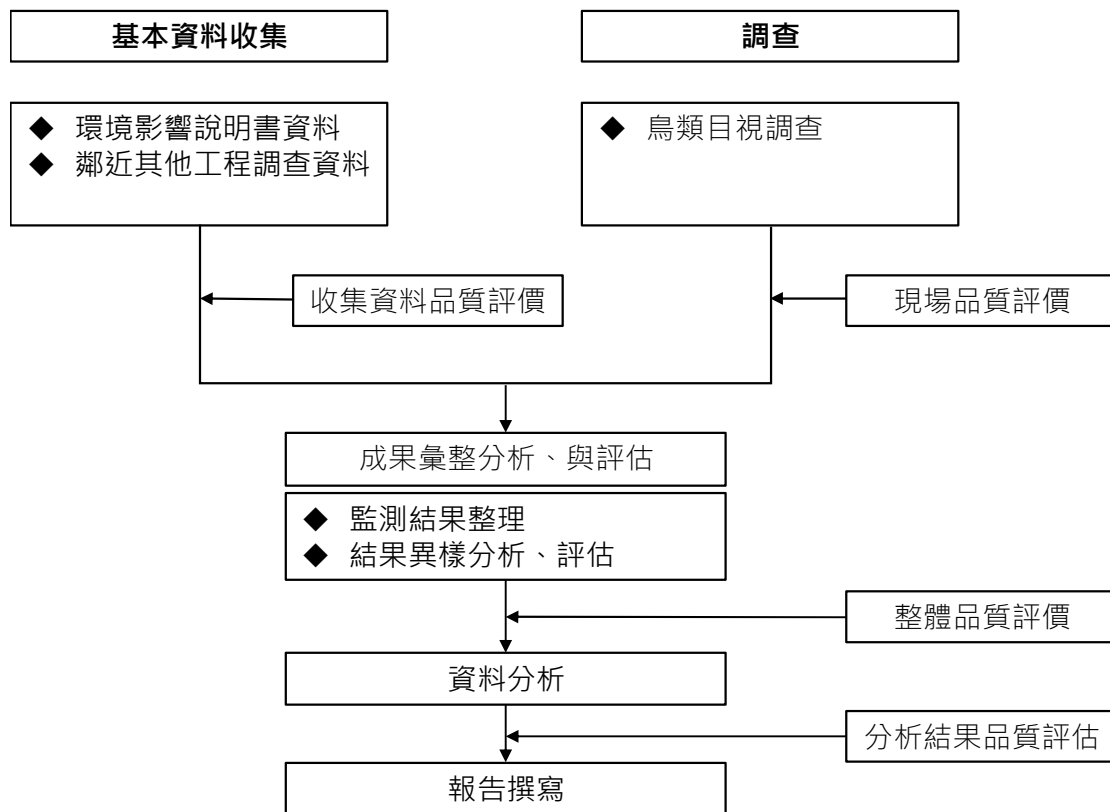 基本資料收集
調查
◆ 環境影響說明書資料
◆ 鄰近其他工程調查資料
◆ 鳥類目視調查
收集資料品質評價
現場品質評價
成果彙整分析、與評估
◆ 監測結果整理
◆ 結果異樣分析、評估
整體品質評價
資料分析
分析結果品質評估
報告撰寫